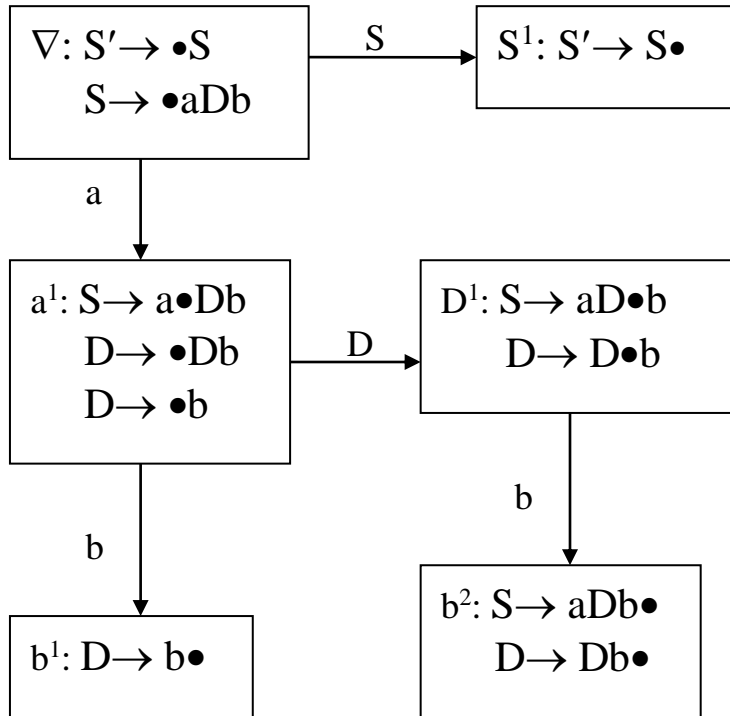 ∇: S′→ •S
S→ •aDb
S
S¹: S′→ S•
a
a¹: S→ a•Db
D→ •Db
D→ •b
D
D¹: S→ aD•b
D→ D•b
b
b
b¹: D→ b•
b²: S→ aDb•
D→ Db•